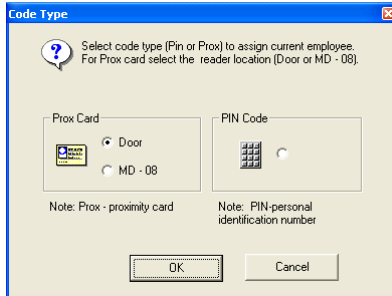 Code Type
Select code type (Pin or Prox) to assign current employee.
For Prox card select the reader location (Door or MD - 08).
Prox Card
Door
MD - 08
PIN Code
Note: Prox - proximity card
Note: PIN-personal
identification number
OK
Cancel